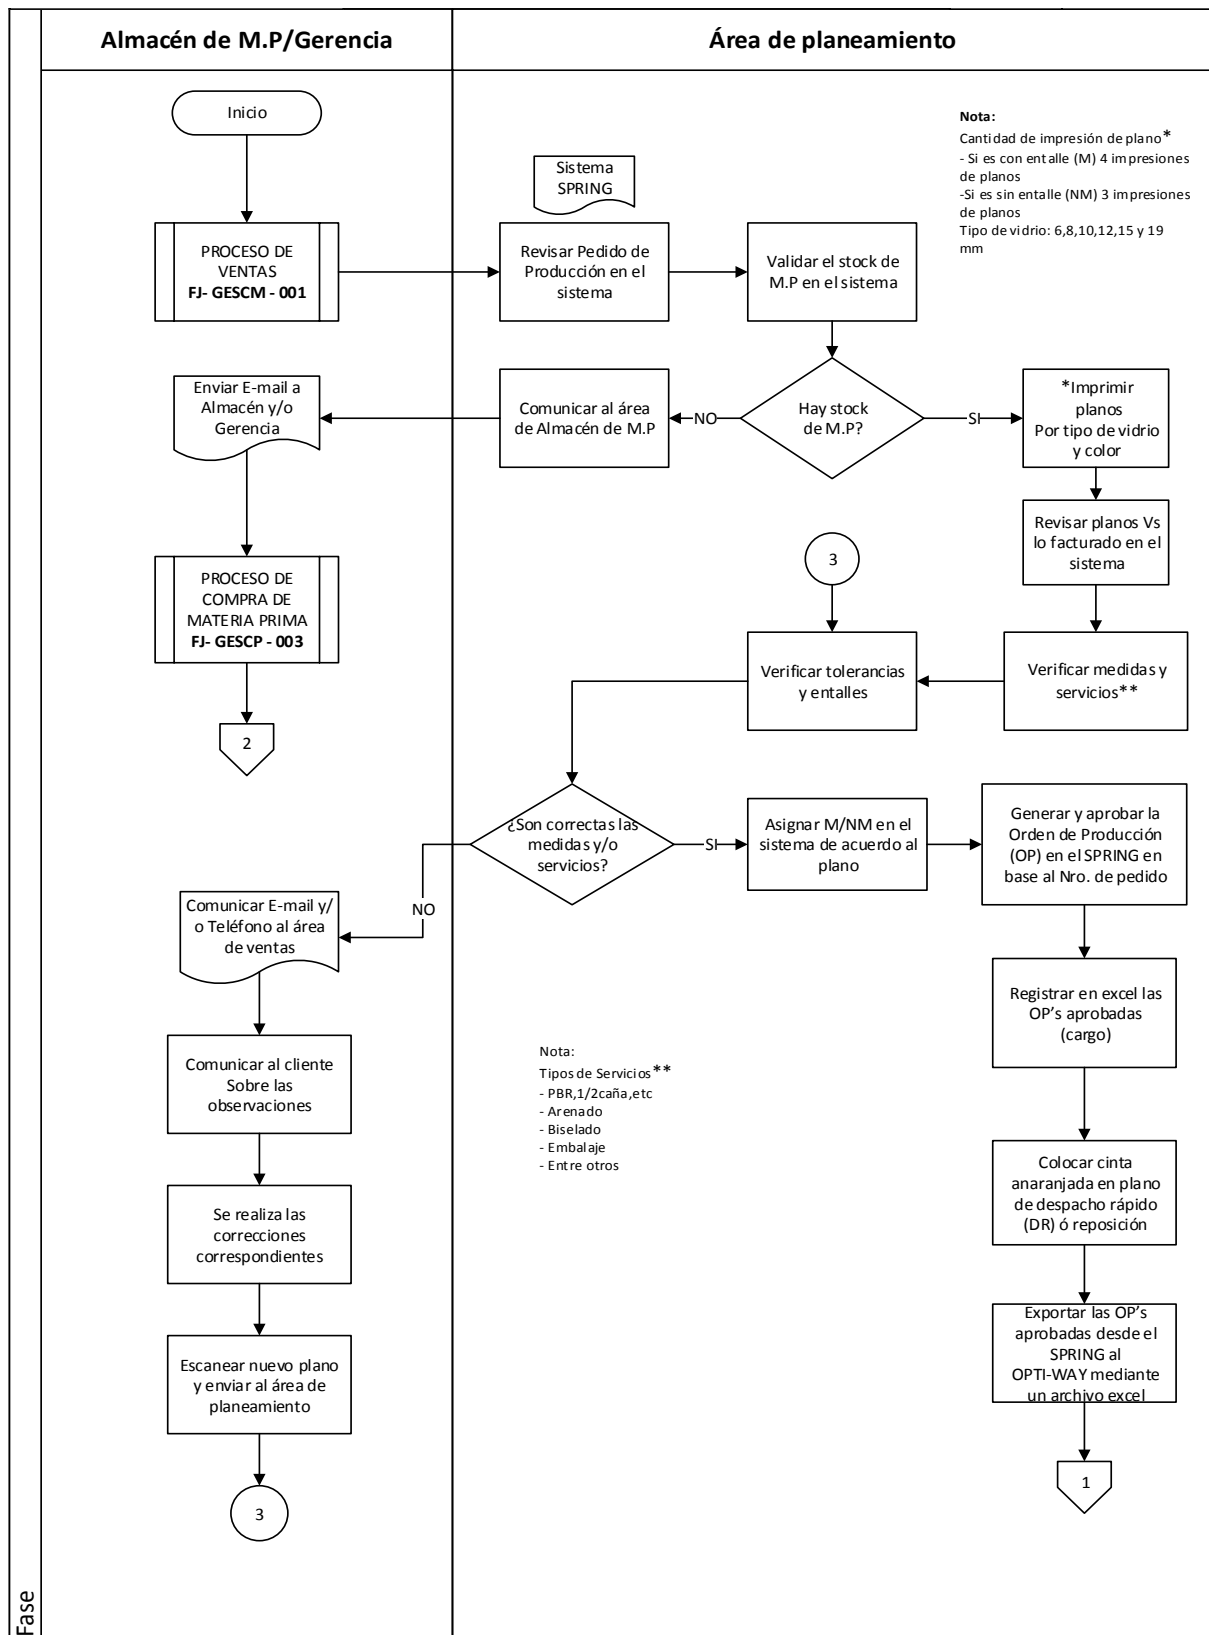 Almacén de M.P/Gerencia
Área de planeamiento
Inicio
Nota:
Cantidad de impresión de plano*
- Si es con entalle (M) 4 impresiones
de planos
-Si es sin entalle (NM) 3 impresiones
de planos
Tipo de vidrio: 6,8,10,12,15 y 19
mm
Sistema
SPRING
PROCESO DE
VENTAS
FJ- GESCM - 001
Revisar Pedido de
Producción en el
sistema
Validar el stock de
M.P en el sistema
Enviar E-mail a
Almacén y/o
Gerencia
Comunicar al área
de Almacén de M.P
NO
Hay stock
de M.P?
SI
*Imprimir
planos
Por tipo de vidrio
y color
Revisar planos Vs
lo facturado en el
sistema
3
PROCESO DE
COMPRA DE
MATERIA PRIMA
FJ- GESCP - 003
Verificar tolerancias
y entalles
Verificar medidas y
servicios**
2
¿Son correctas las
medidas y/o
servicios?
SI
Asignar M/NM en el
sistema de acuerdo al
plano
Generar y aprobar la
Orden de Producción
(OP) en el SPRING en
base al Nro. de pedido
NO
Comunicar E-mail y/
o Teléfono al área
de ventas
Registrar en excel las
OP's aprobadas
(cargo)
Comunicar al cliente
Sobre las
observaciones
Nota:
Tipos de Servicios**
- PBR,1/2caña,etc
- Arenado
- Biselado
- Embalaje
- Entre otros
Colocar cinta
anaranjada en plano
de despacho rápido
(DR) ó reposición
Se realiza las
correcciones
correspondientes
Exportar las OP's
aprobadas desde el
SPRING al
OPTI-WAY mediante
un archivo excel
Escanear nuevo plano
y enviar al área de
planeamiento
1
3
Fase